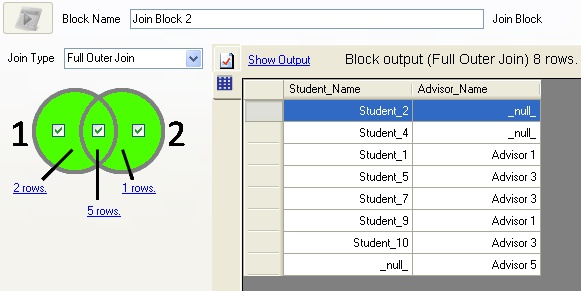 Block Name Join Block 2 Join Block
Join Type Full Outer Join
Show Output Block output (Full Outer Join) 8 rows.
1 2
2 rows. 1 rows.
5 rows.
Student_Name Advisor_Name
Student_2 _null_
Student_4 _null_
Student_1 Advisor 1
Student_5 Advisor 3
Student_7 Advisor 3
Student_9 Advisor 1
Student_10 Advisor 3
_null_ Advisor 5